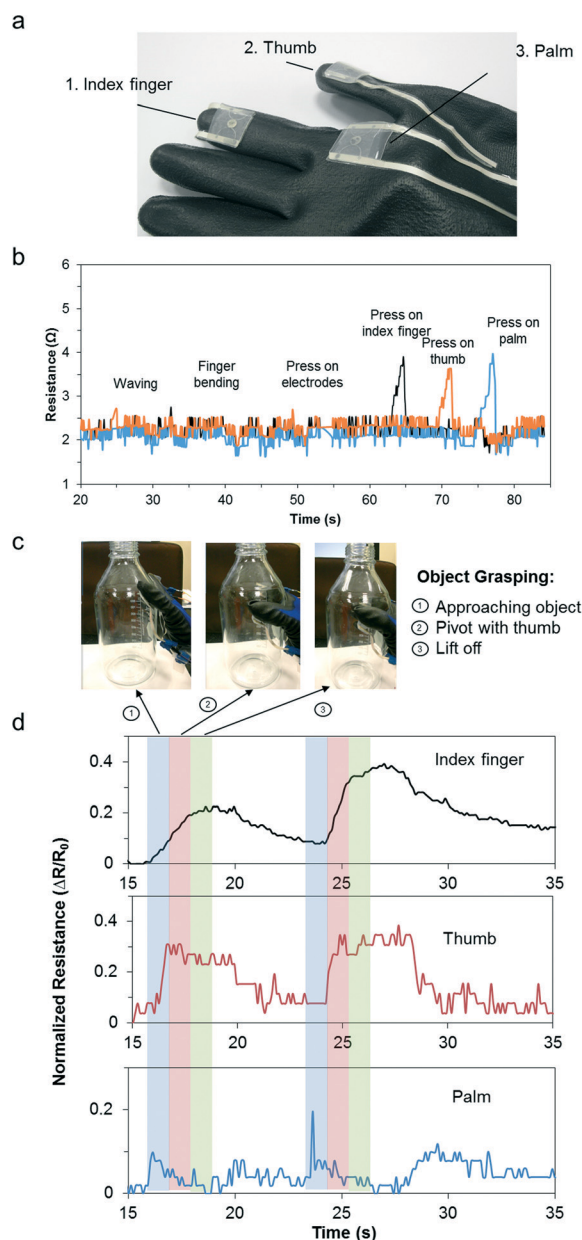 a
2. Thumb
3. Palm
1. Index finger
b
6
5
4
3
2
1
Resistance (Ω)
Waving
Finger
bending
Press on
electrodes
Press on
index finger
Press on
thumb
Press on
palm
20 30 40 50 60 70 80
Time (s)
c
Object Grasping:
① Approaching object
② Pivot with thumb
③ Lift off
① ② ③
d
Normalized Resistance (ΔR/R₀)
Index finger
0.4
0.2
0
15 20 25 30 35
Thumb
0.4
0.2
0
15 20 25 30 35
Palm
0.2
0
15 20 25 30 35
Time (s)